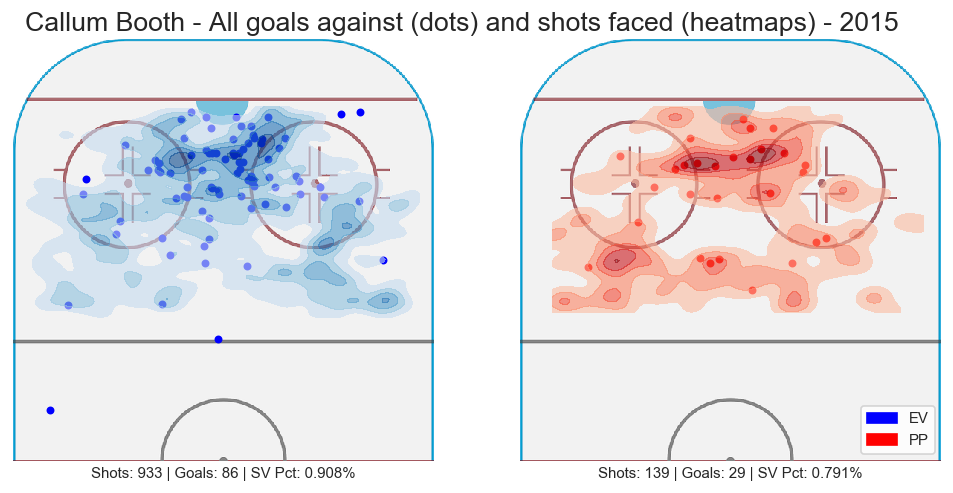 Callum Booth - All goals against (dots) and shots faced (heatmaps) - 2015
EV
PP
Shots: 933 | Goals: 86 | SV Pct: 0.908%
Shots: 139 | Goals: 29 | SV Pct: 0.791%